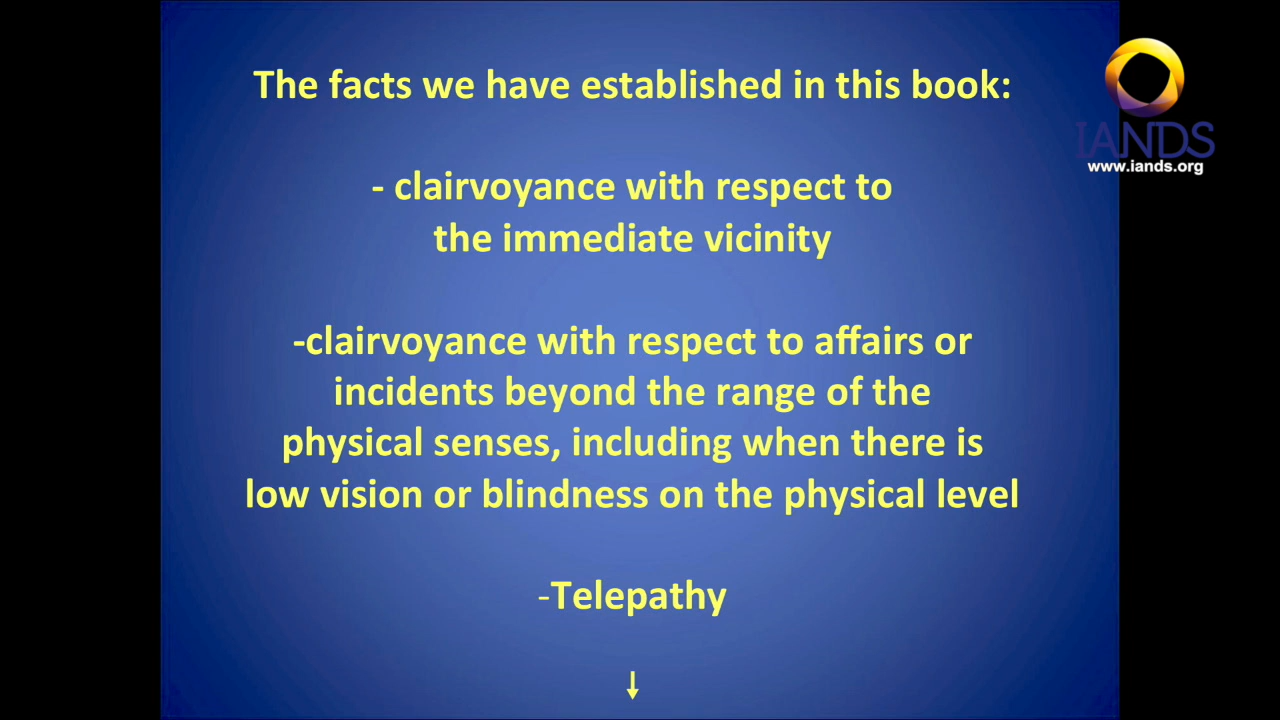 The facts we have established in this book:
- clairvoyance with respect to
the immediate vicinity
-clairvoyance with respect to affairs or
incidents beyond the range of the
physical senses, including when there is
low vision or blindness on the physical level
-Telepathy
↓
IANDS
www.iands.org